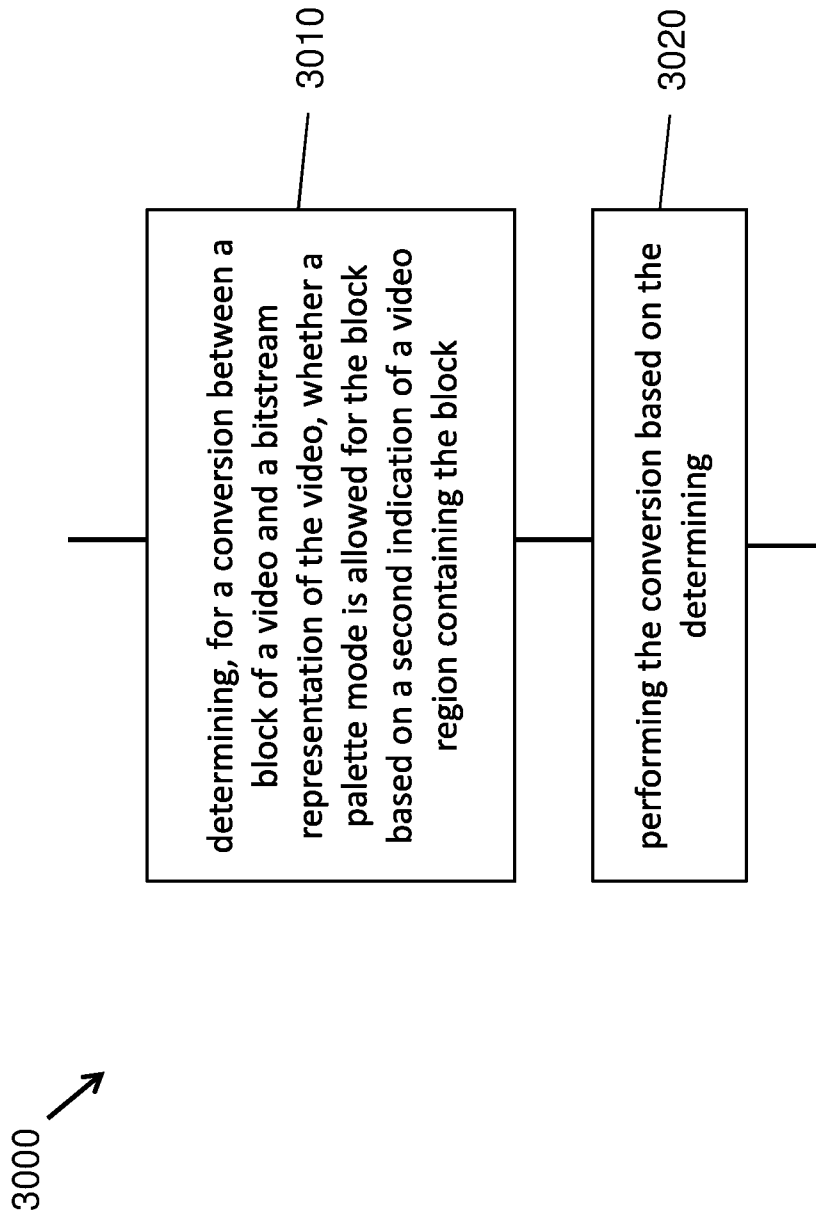 3000
determining, for a conversion between a
block of a video and a bitstream
representation of the video, whether a
palette mode is allowed for the block
based on a second indication of a video
region containing the block
3010
performing the conversion based on the
determining
3020